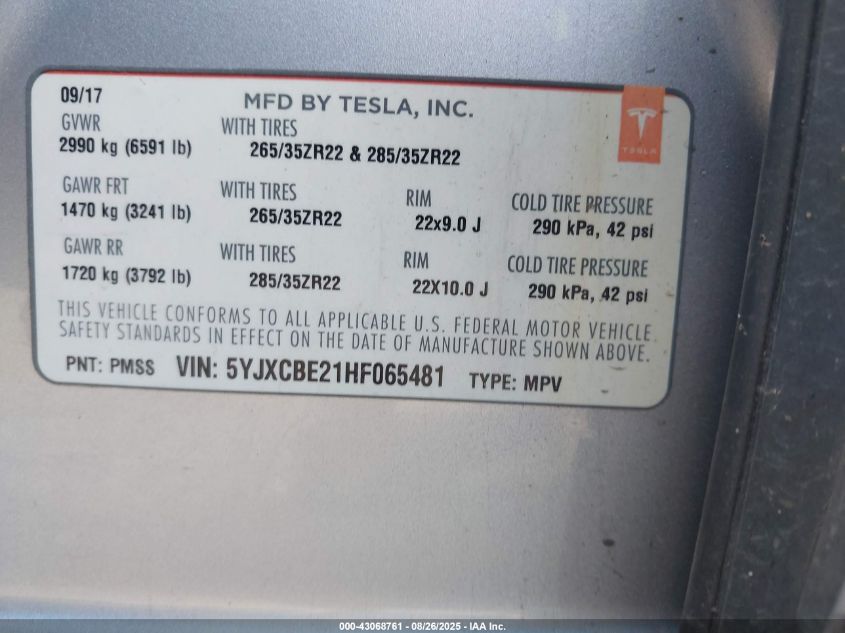 09/17 MFD BY TESLA, INC.
TESLA
GVWR WITH TIRES
2990 kg (6591 lb) 265/35ZR22 & 285/35ZR22
GAWR FRT WITH TIRES RIM COLD TIRE PRESSURE
1470 kg (3241 lb) 265/35ZR22 22x9.0 J 290 kPa, 42 psi
GAWR RR WITH TIRES RIM COLD TIRE PRESSURE
1720 kg (3792 lb) 285/35ZR22 22X10.0 J 290 kPa, 42 psi
THIS VEHICLE CONFORMS TO ALL APPLICABLE U.S. FEDERAL MOTOR VEHICLE
SAFETY STANDARDS IN EFFECT ON THE DATE OF MANUFACTURE SHOWN ABOVE.
PNT: PMSS VIN: 5YJXCBE21HF065481 TYPE: MPV
000-43068761 - 08/26/2025 - IAA Inc.